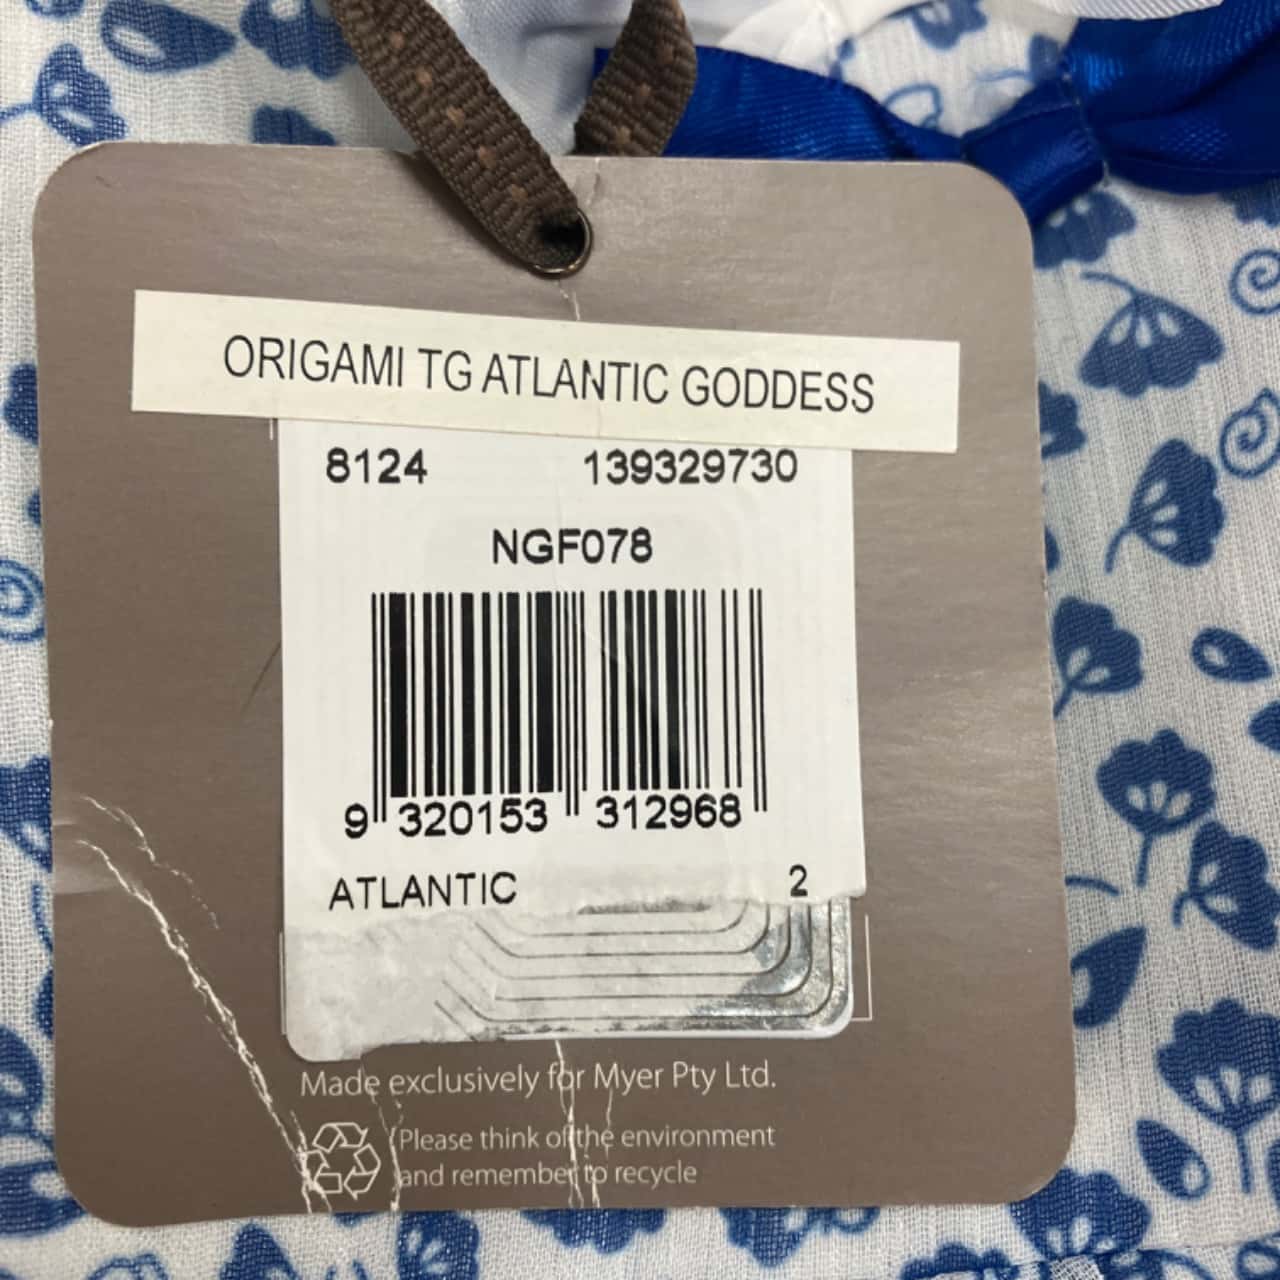 ORIGAMI TG ATLANTIC GODDESS
8124 139329730
NGF078
9 320153 312968
ATLANTIC 2
Made exclusively for Myer Pty Ltd.
Please think of the environment
and remember to recycle